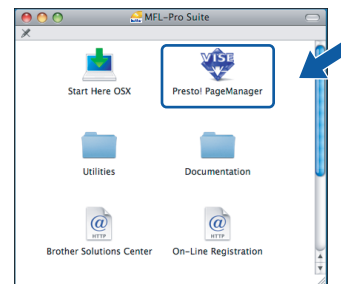 MFL-Pro Suite
VISE
Start Here OSX
Presto! PageManager
Utilities
Documentation
@
HTTP
@
HTTP
Brother Solutions Center
On-Line Registration